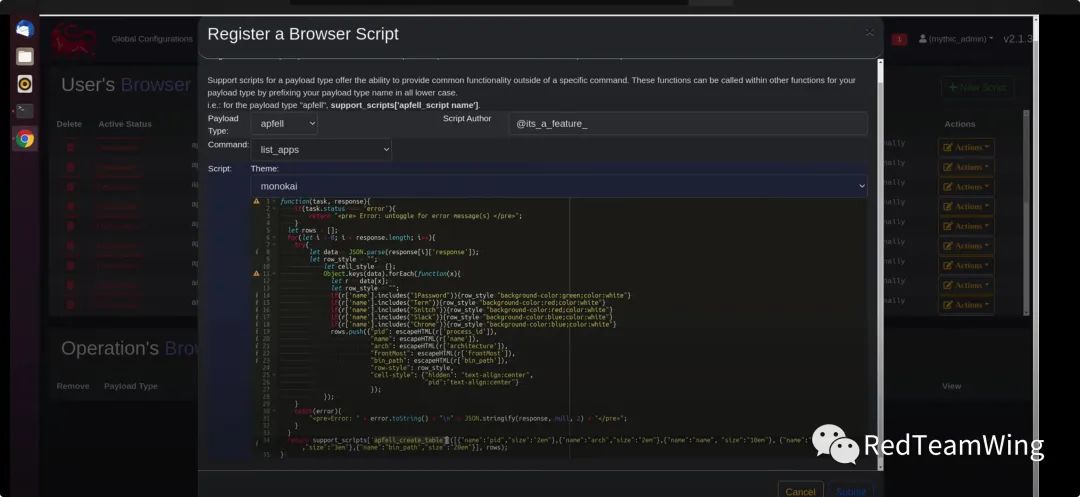 Register a Browser Script
Global Configurations
1
(mythic_admin)
v2.1.3
Support scripts for a payload type offer the ability to provide common functionality outside of a specific command. These functions can be called within other functions for your
payload type by prefixing your payload type name in all lower case.
i.e.: for the payload type "apfell", support_scripts['apfell_script name'].
User's Browser
+ New Script
Payload
Type:
apfell
Script Author
@its_a_feature_
Delete
Active Status
Actions
Command:
list_apps
Script:
Theme:
monokai
Actions
Actions
Actions
Actions
Actions
Actions
Actions
Actions
Actions
1 function(task, response){
2 if(task.status 'error'){
3 return "<pre> Error: untoggle for error message(s) </pre>";
4 }
5 let rows = [];
6 for(let i 0; i response.length; i++){
7 try{
8 let data JSON.parse(response[i]['response']);
9 let row_style "";
10 let cell_style {};
11 Object.keys(data).forEach(function(x){
12 let r data[x];
13 let row_style "";
14 if(r['name'].includes("1Password")){row_style "background-color:green;color:white"}
15 if(r['name'].includes("Term")){row_style "background-color:red;color:white"}
16 if(r['name'].includes("Snitch")){row_style "background-color:red;color:white"}
17 if(r['name'].includes("Slack")){row_style "background-color:blue;color:white"}
18 if(r['name'].includes("Chrome")){row_style "background-color:blue;color:white"}
19 rows.push({"pid": escapeHTML(r['process_id']),
20 "name": escapeHTML(r['name']),
21 "arch": escapeHTML(r['architecture']),
22 "frontMost": escapeHTML(r['frontMost']),
23 "bin_path": escapeHTML(r['bin_path']),
24 "row-style": row_style,
25 "cell-style": {"hidden": "text-align:center",
26 "pid":"text-align:center"}
27 });
28 });
29 }
30 catch(error){
31 "<pre>Error: " + error.toString() + "\n" JSON.stringify(response, null, 2) + "</pre>";
32 }
33 }
34 return support_scripts['apfell_create_table']([{"name":"pid","size":"2em"},{"name":"arch","size":"2em"},{"name":"name", "size":"10em"}, {"name":"
,"size":"3em"},{"name":"bin_path","size":"20em"}], rows);
35 }
Operation's
Remove
Payload Type
View
Cancel
Submit
RedTeamWing